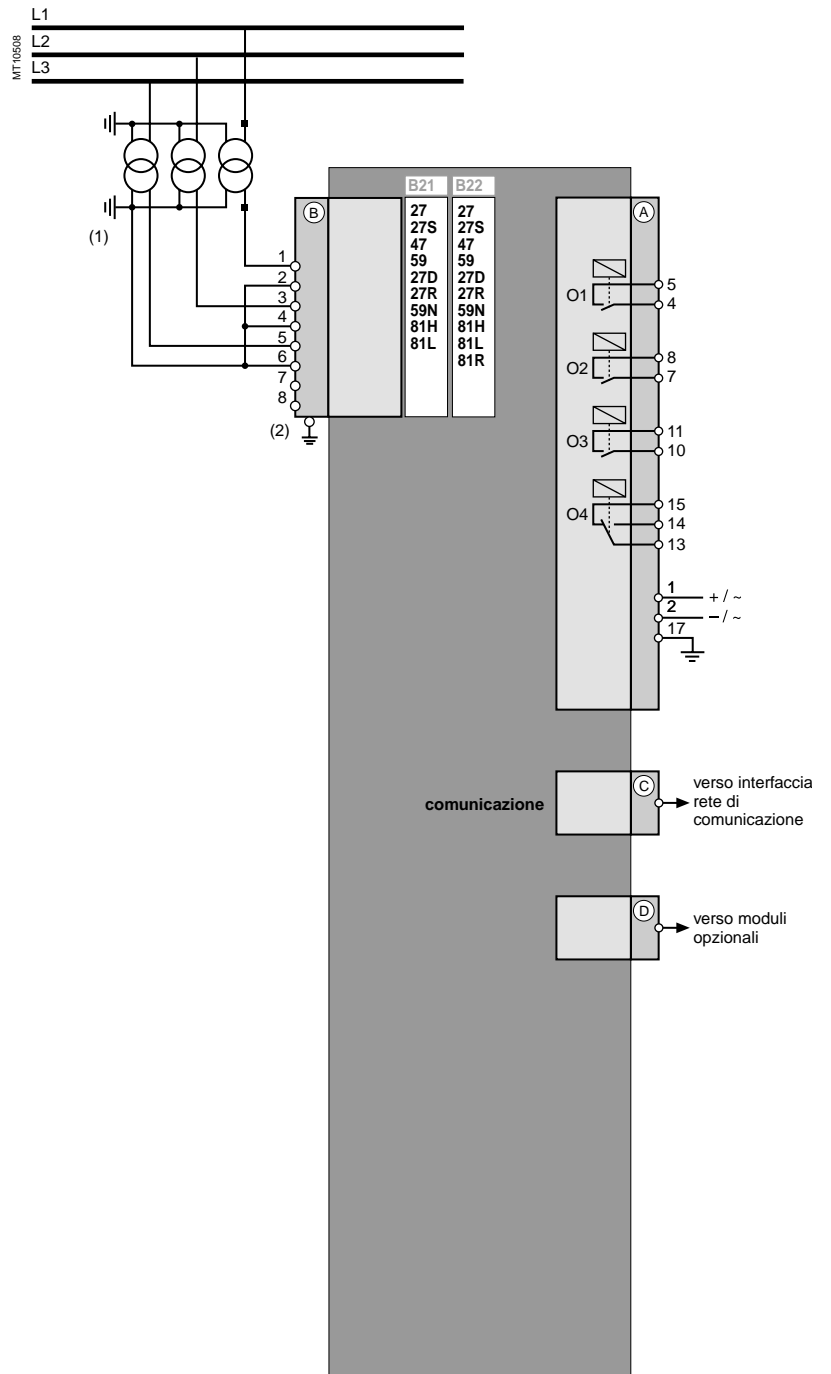 L1
MT10508
L2
L3
(1)
B
1
2
3
4
5
6
7
8
(2)
B21
27
27S
47
59
27D
27R
59N
81H
81L
B22
27
27S
47
59
27D
27R
59N
81H
81L
81R
A
O1
5
4
O2
8
7
O3
11
10
O4
15
14
13
1
+ / ~
2
– / ~
17
comunicazione
C
verso interfaccia
rete di
comunicazione
D
verso moduli
opzionali